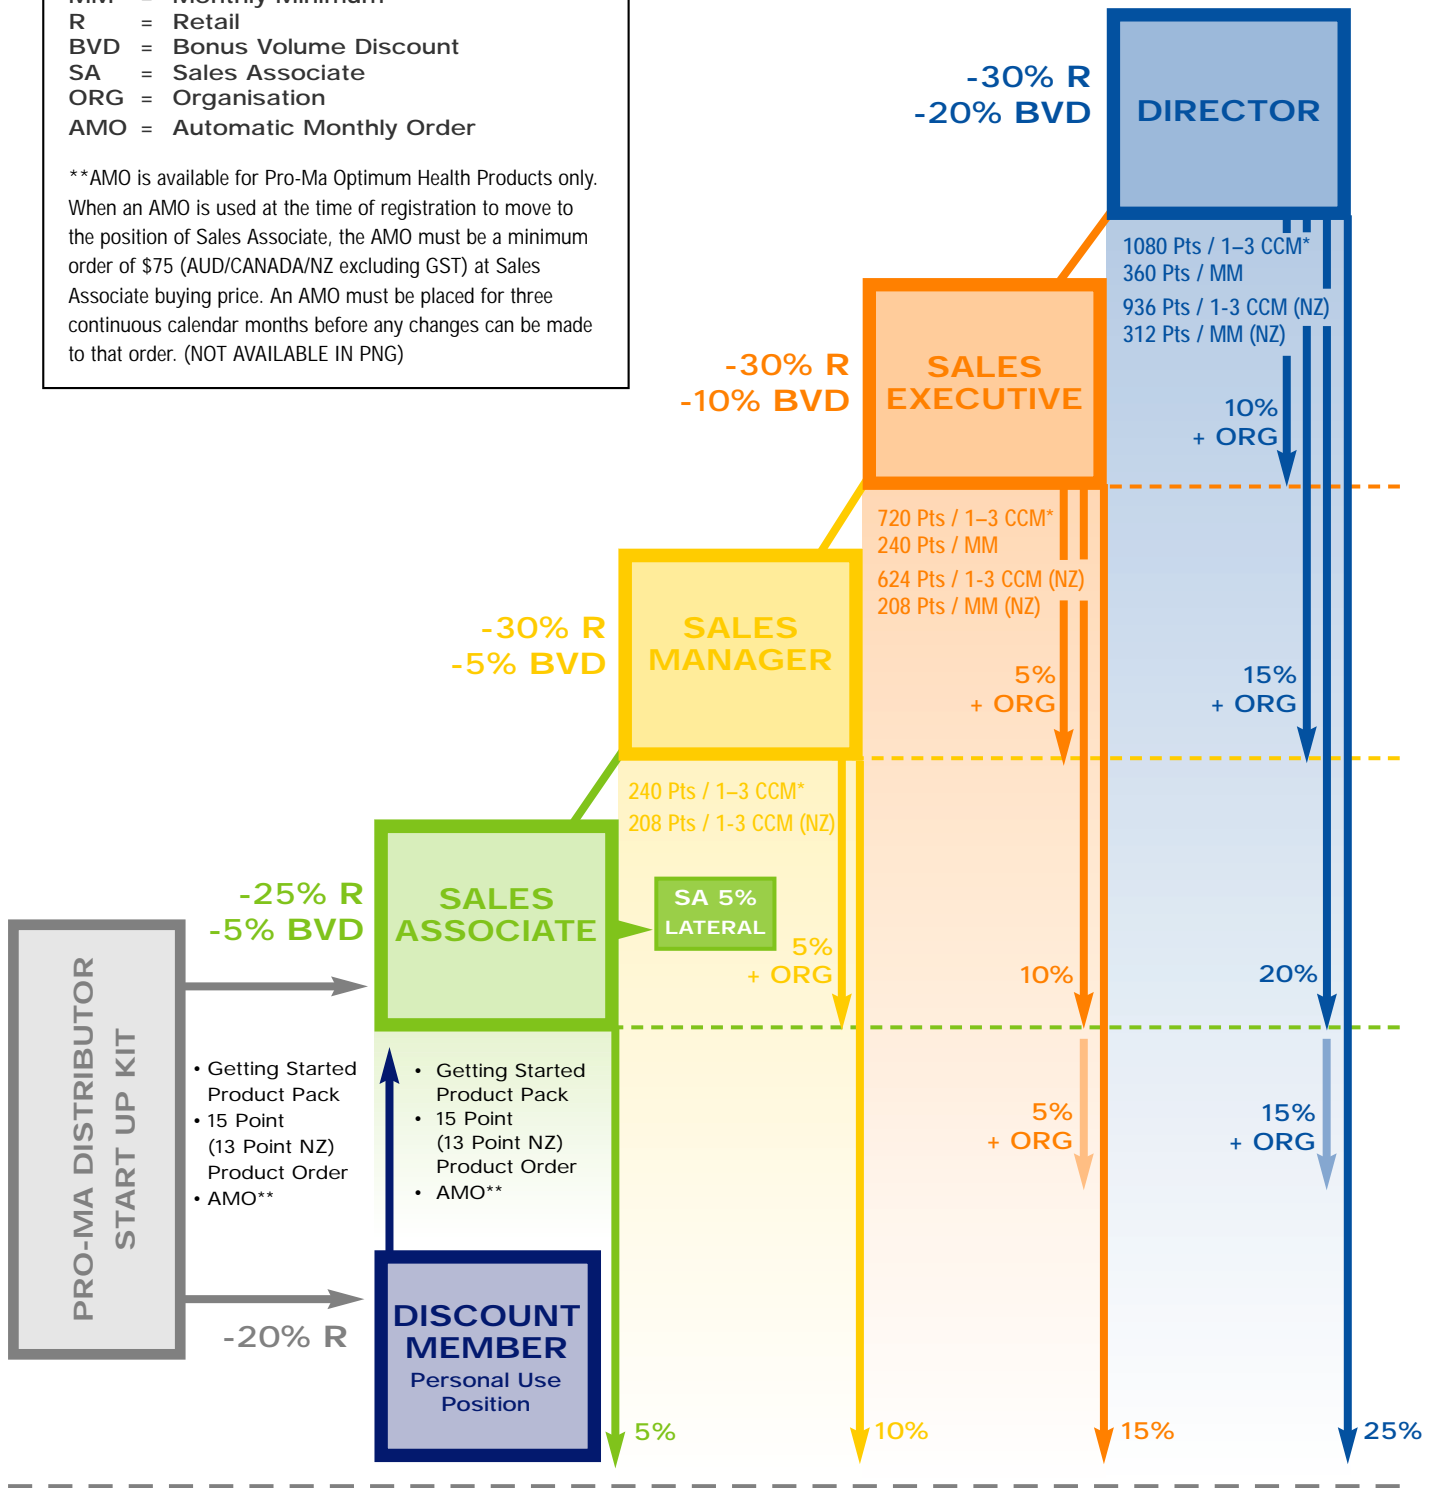 MM = Monthly Minimum
R = Retail
BVD = Bonus Volume Discount
SA = Sales Associate
ORG = Organisation
AMO = Automatic Monthly Order
**AMO is available for Pro-Ma Optimum Health Products only.
When an AMO is used at the time of registration to move to
the position of Sales Associate, the AMO must be a minimum
order of $75 (AUD/CANADA/NZ excluding GST) at Sales
Associate buying price. An AMO must be placed for three
continuous calendar months before any changes can be made
to that order. (NOT AVAILABLE IN PNG)
-30% R
-20% BVD
DIRECTOR
1080 Pts / 1–3 CCM*
360 Pts / MM
936 Pts / 1-3 CCM (NZ)
312 Pts / MM (NZ)
10%
+ ORG
15%
+ ORG
20%
15%
+ ORG
25%
-30% R
-10% BVD
SALES
EXECUTIVE
720 Pts / 1–3 CCM*
240 Pts / MM
624 Pts / 1-3 CCM (NZ)
208 Pts / MM (NZ)
5%
+ ORG
10%
5%
+ ORG
15%
-30% R
-5% BVD
SALES
MANAGER
240 Pts / 1–3 CCM*
208 Pts / 1-3 CCM (NZ)
5%
+ ORG
10%
-25% R
-5% BVD
SALES
ASSOCIATE
SA 5%
LATERAL
5%
PRO-MA DISTRIBUTOR
START UP KIT
• Getting Started
Product Pack
• 15 Point
(13 Point NZ)
Product Order
• AMO**
• Getting Started
Product Pack
• 15 Point
(13 Point NZ)
Product Order
• AMO**
-20% R
DISCOUNT
MEMBER
Personal Use
Position